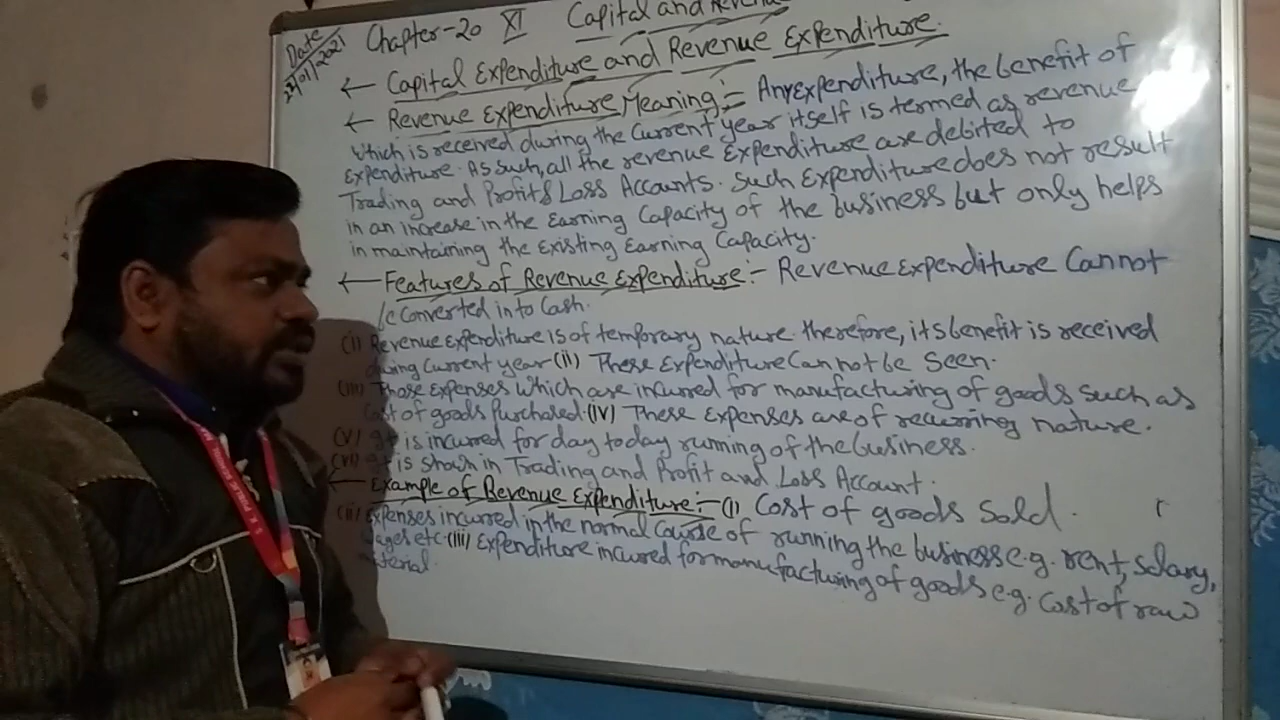 Date Chapter-20 XI Capital and Revenue
/01/2021
← Capital Expenditure and Revenue Expenditure.
← Revenue Expenditure Meaning:= Any Expenditure, the benefit of
which is received during the Current year itself is termed as revenue
Expenditure. As such, all the revenue Expenditure are debited to
Trading and Profit & Loss Accounts. Such Expenditure does not result
in an increase in the Earning Capacity of the business but only helps
in maintaining the Existing Earning Capacity.
← Features of Revenue Expenditure:- Revenue Expenditure Cannot
be Converted in to Cash.
(i) Revenue Expenditure is of temporary nature. therefore, its benefit is received
during Current year (ii) These Expenditure Can not be Seen.
(iii) Those Expenses which are incurred for manufacturing of goods such as
Cost of goods Purchased. (iv) These Expenses are of recurring nature.
(v) It is incurred for day today running of the business.
(vi) It is shown in Trading and Profit and Loss Account.
← Example of Revenue Expenditure:- (i) Cost of goods Sold.
(ii) Expenses incurred in the normal Course of running the business e.g. rent, Salary,
wages etc. (iii) Expenditure incurred for manufacturing of goods e.g. Cost of raw
material.